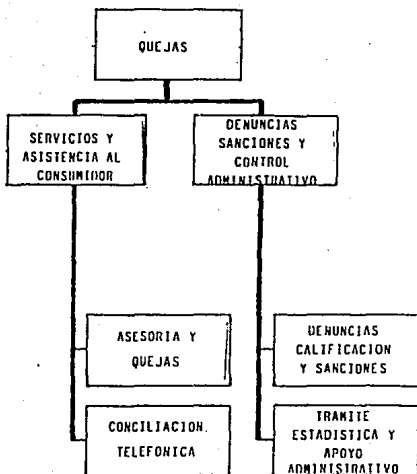 QUEJAS
SERVICIOS Y
ASISTENCIA AL
CONSUMIDOR
DENUNCIAS
SANCIONES Y
CONTROL
ADMINISTRATIVO
ASESORIA Y
QUEJAS
DENUNCIAS
CALIFICACION
Y SANCIONES
CONCILIACION.
TELEFONICA
TRAMITE
ESTADISTICA Y
APOYO
ADMINISTRATIVO